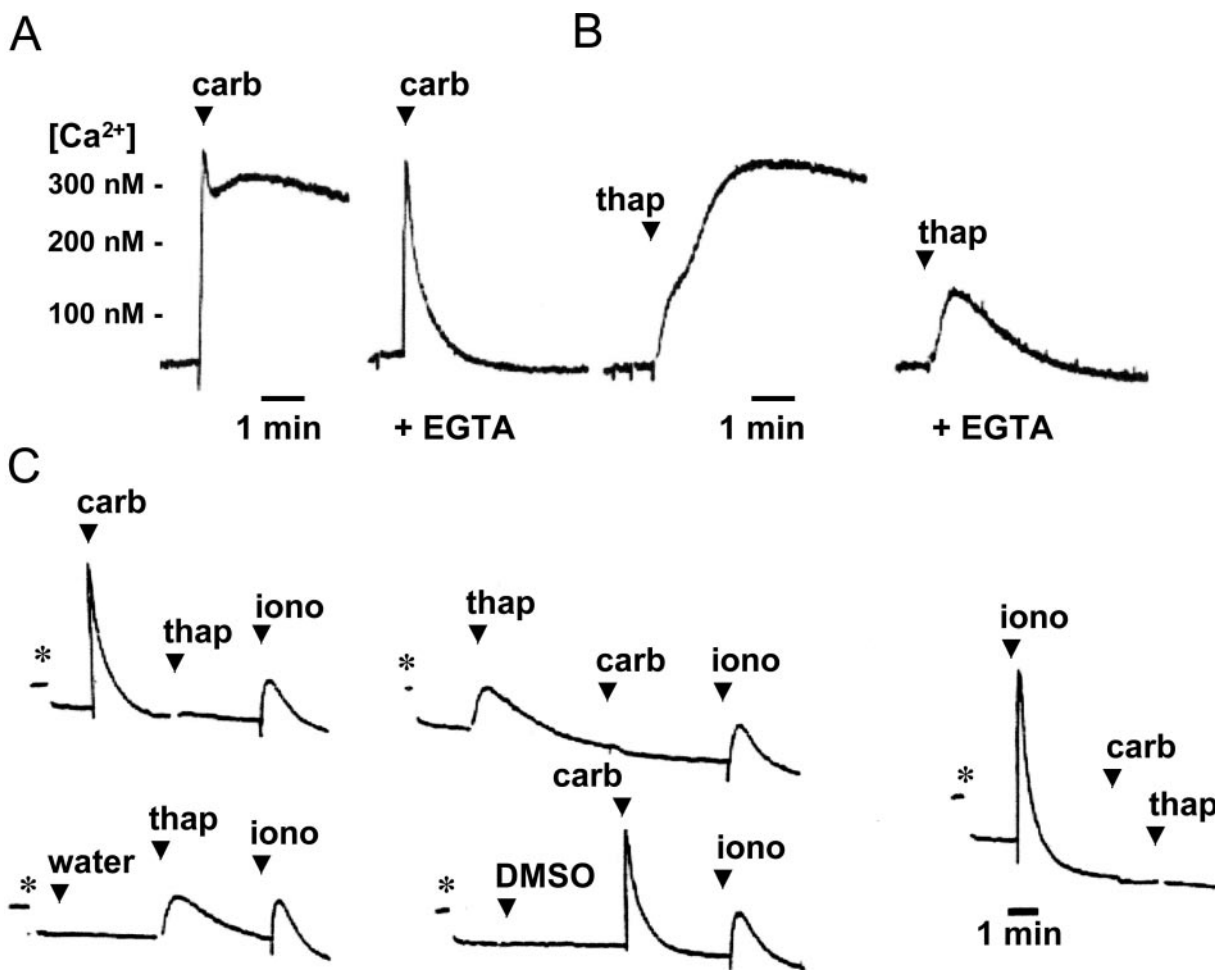 A
B
carb
carb
[Ca²⁺]
300 nM -
200 nM -
100 nM -
thap
thap
1 min
+ EGTA
1 min
+ EGTA
C
carb
*
thap
iono
*
thap
carb
iono
iono
*
carb
thap
1 min
*
water
thap
iono
*
DMSO
carb
iono